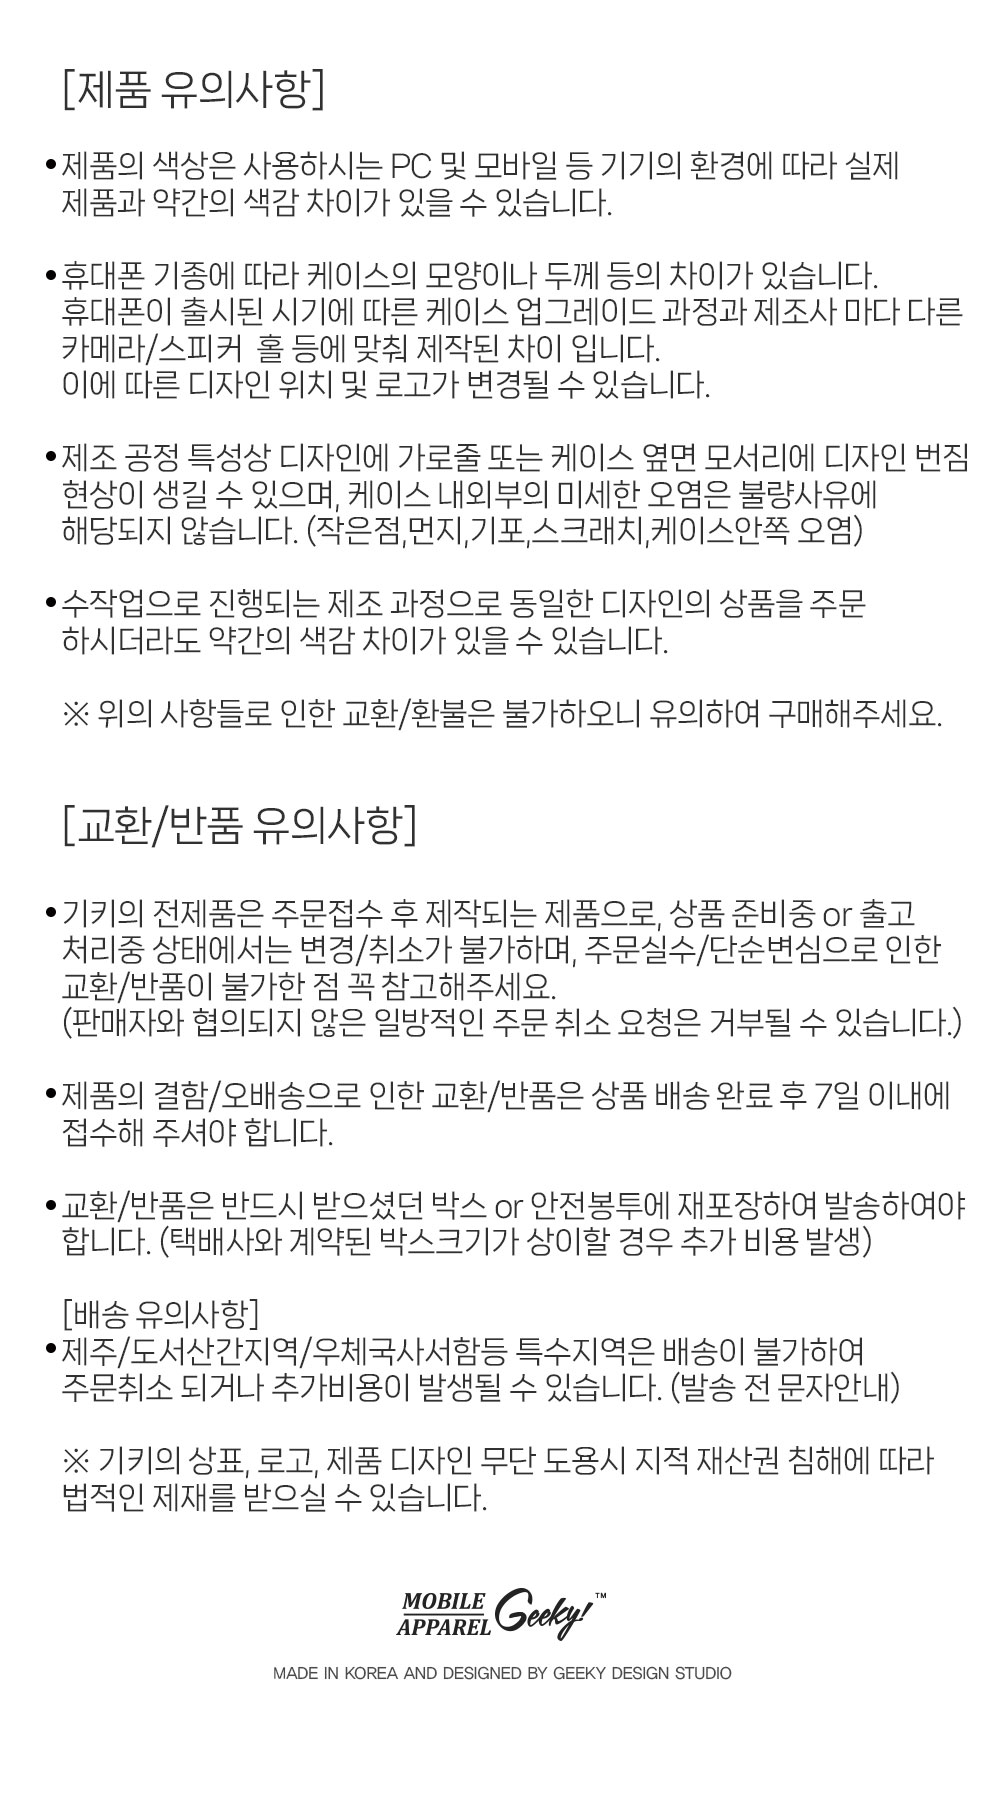 [제품 유의사항]
•제품의 색상은 사용하시는 PC 및 모바일 등 기기의 환경에 따라 실제
제품과 약간의 색감 차이가 있을 수 있습니다.
•휴대폰 기종에 따라 케이스의 모양이나 두께 등의 차이가 있습니다.
휴대폰이 출시된 시기에 따른 케이스 업그레이드 과정과 제조사 마다 다른
카메라/스피커 홀 등에 맞춰 제작된 차이 입니다.
이에 따른 디자인 위치 및 로고가 변경될 수 있습니다.
•제조 공정 특성상 디자인에 가로줄 또는 케이스 옆면 모서리에 디자인 번짐
현상이 생길 수 있으며, 케이스 내외부의 미세한 오염은 불량사유에
해당되지 않습니다. (작은점,먼지,기포,스크래치,케이스안쪽 오염)
•수작업으로 진행되는 제조 과정으로 동일한 디자인의 상품을 주문
하시더라도 약간의 색감 차이가 있을 수 있습니다.
※ 위의 사항들로 인한 교환/환불은 불가하오니 유의하여 구매해주세요.
[교환/반품 유의사항]
•기키의 전제품은 주문접수 후 제작되는 제품으로, 상품 준비중 or 출고
처리중 상태에서는 변경/취소가 불가하며, 주문실수/단순변심으로 인한
교환/반품이 불가한 점 꼭 참고해주세요.
(판매자와 협의되지 않은 일방적인 주문 취소 요청은 거부될 수 있습니다.)
•제품의 결함/오배송으로 인한 교환/반품은 상품 배송 완료 후 7일 이내에
접수해 주셔야 합니다.
•교환/반품은 반드시 받으셨던 박스 or 안전봉투에 재포장하여 발송하여야
합니다. (택배사와 계약된 박스크기가 상이할 경우 추가 비용 발생)
[배송 유의사항]
•제주/도서산간지역/우체국사서함등 특수지역은 배송이 불가하여
주문취소 되거나 추가비용이 발생될 수 있습니다. (발송 전 문자안내)
※ 기키의 상표, 로고, 제품 디자인 무단 도용시 지적 재산권 침해에 따라
법적인 제재를 받으실 수 있습니다.
MOBILE
APPAREL Geeky! ™
MADE IN KOREA AND DESIGNED BY GEEKY DESIGN STUDIO